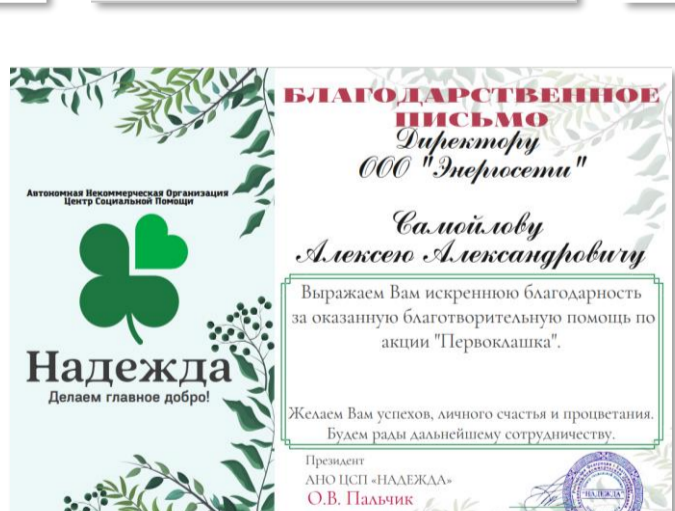 Автономная Некоммерческая Организация
Центр Социальной Помощи
Надежда
Делаем главное добро!
БЛАГОДАРСТВЕННОЕ
ПИСЬМО
Директору
ООО "Энергосети"
Самойлову
Алексею Александровичу
Выражаем Вам искреннюю благодарность
за оказанную благотворительную помощь по
акции "Первоклашка".
Желаем Вам успехов, личного счастья и процветания.
Будем рады дальнейшему сотрудничеству.
Президент
АНО ЦСП «НАДЕЖДА»
О.В. Пальчик
НАДЕЖДА